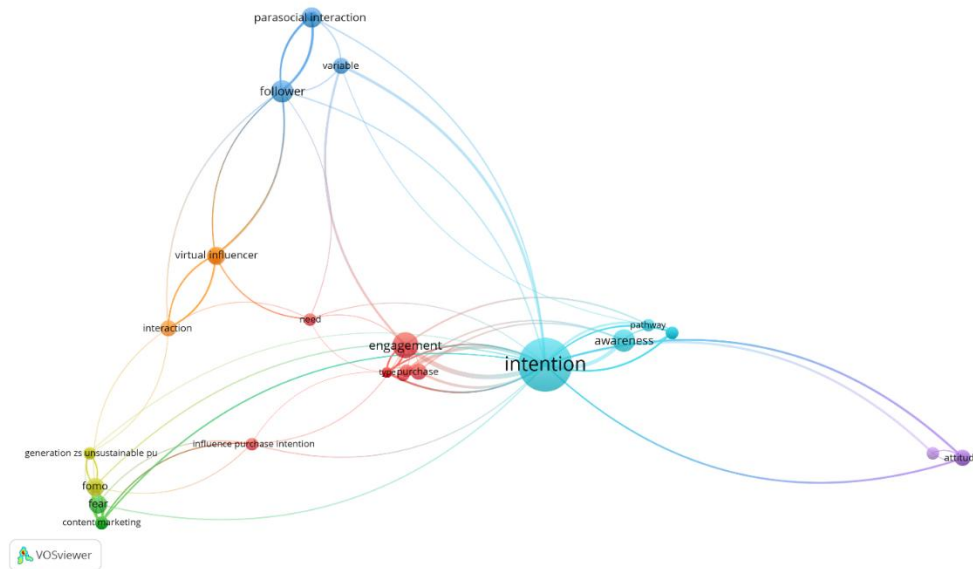 parasocial interaction
variable
follower
virtual influencer
interaction
need
pathway
engagement
awareness
intention
type
purchase
influence purchase intention
generation zs unsustainable pu
attitud
fomo
fear
content marketing
VOSviewer